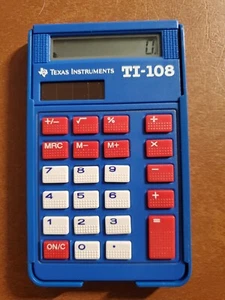 0.
TEXAS INSTRUMENTS TI-108
+/− √ % ÷
MRC M− M+ ×
7 8 9 −
4 5 6 +
1 2 3 =
ON/C 0 .